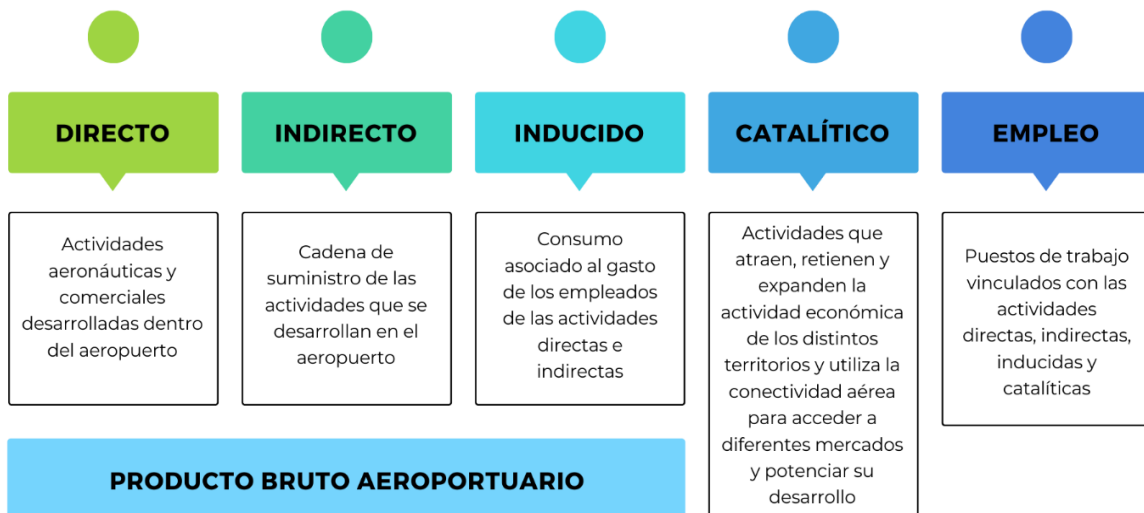 DIRECTO
Actividades
aeronáuticas y
comerciales
desarrolladas dentro
del aeropuerto
INDIRECTO
Cadena de
suministro de las
actividades que se
desarrollan en el
aeropuerto
INDUCIDO
Consumo
asociado al gasto
de los empleados
de las actividades
directas e
indirectas
CATALÍTICO
Actividades que
atraen, retienen y
expanden la
actividad económica
de los distintos
territorios y utiliza la
conectividad aérea
para acceder a
diferentes mercados
y potenciar su
desarrollo
EMPLEO
Puestos de trabajo
vinculados con las
actividades
directas, indirectas,
inducidas y
catalíticas
PRODUCTO BRUTO AEROPORTUARIO